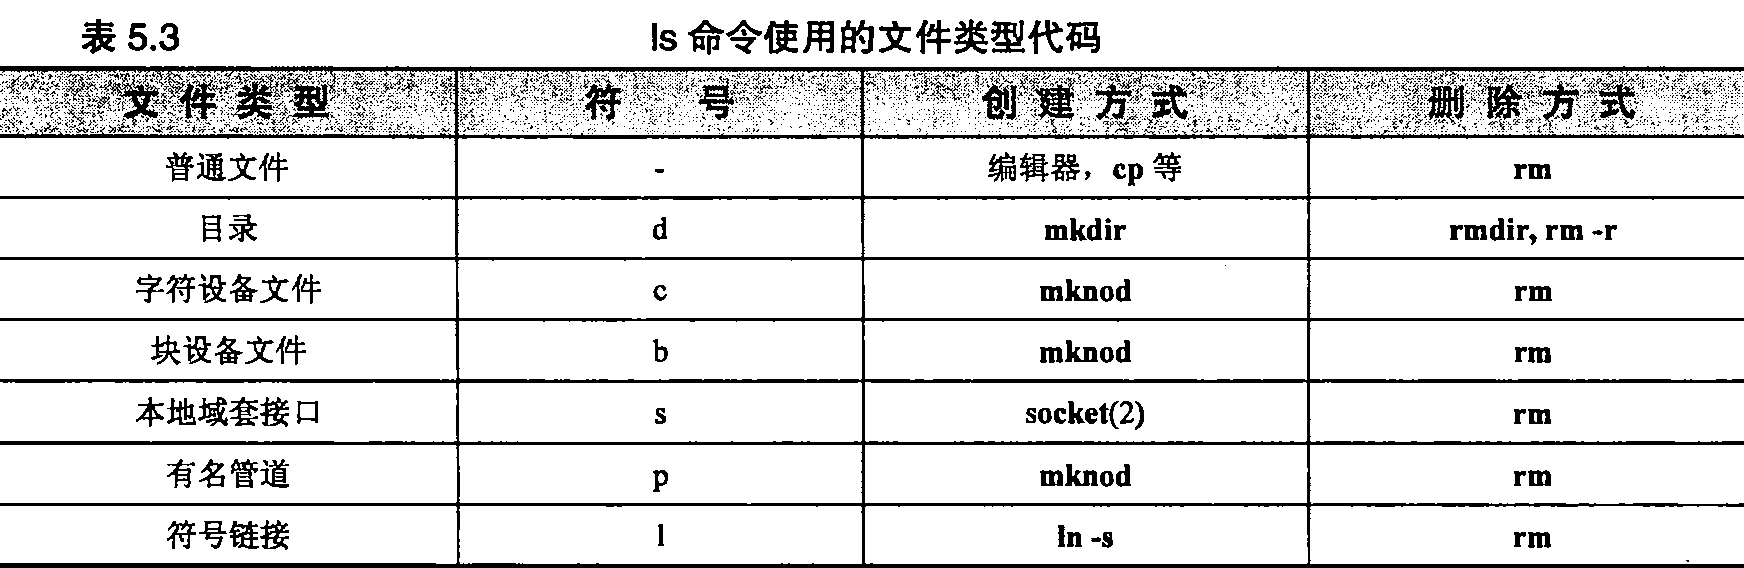 表 5.3 ls 命令使用的文件类型代码
文件类型 符号 创建方式 删除方式
普通文件 - 编辑器，cp 等 rm
目录 d mkdir rmdir, rm -r
字符设备文件 c mknod rm
块设备文件 b mknod rm
本地域套接口 s socket(2) rm
有名管道 p mknod rm
符号链接 l ln -s rm